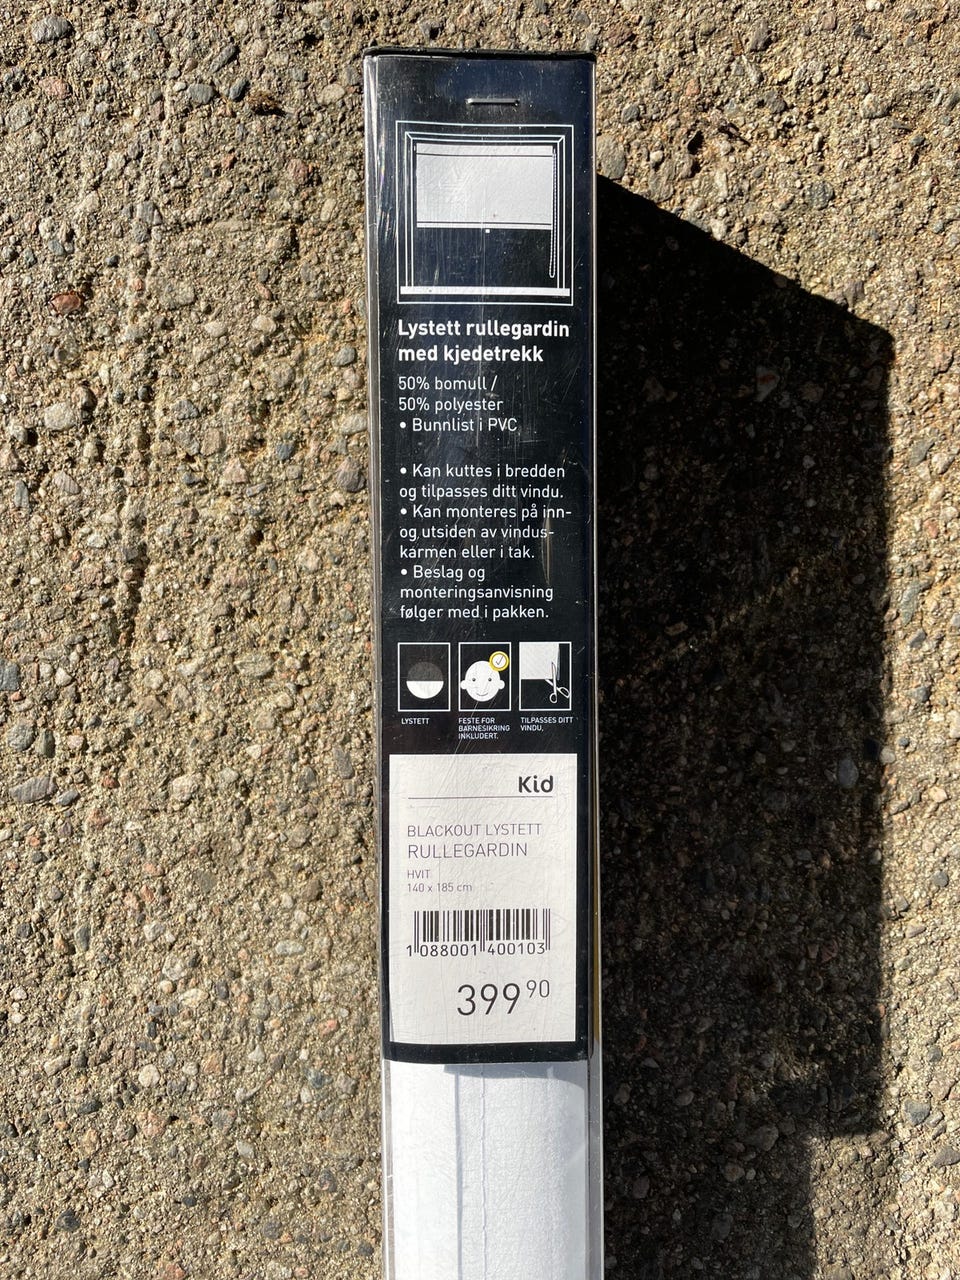 Lystett rullegardin
med kjedetrekk
50% bomull /
50% polyester
• Bunnlist i PVC
• Kan kuttes i bredden
og tilpasses ditt vindu.
• Kan monteres på inn-
og utsiden av vindus-
karmen eller i tak.
• Beslag og
monteringsanvisning
følger med i pakken.
LYSTETT
FESTE FOR
BARNESIKRING
INKLUDERT.
TILPASSES DITT
VINDU.
Kid
BLACKOUT LYSTETT
RULLEGARDIN
HVIT
140 x 185 cm
1 088001 400103
399 90